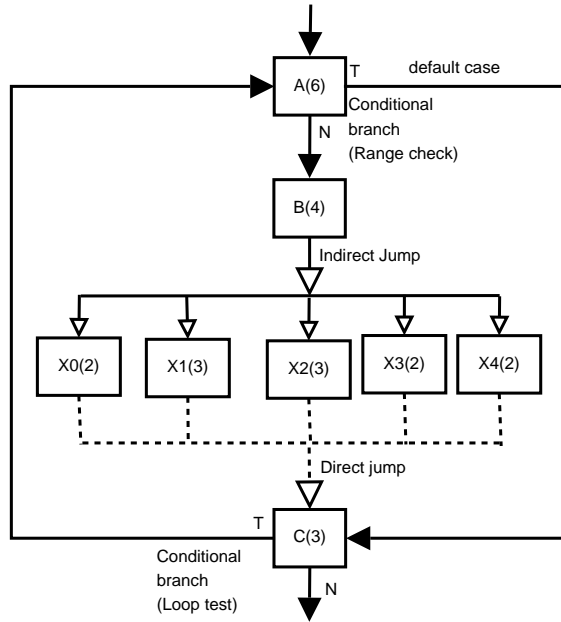 T
default case
A(6)
Conditional
branch
(Range check)
N
B(4)
Indirect Jump
X0(2)
X1(3)
X2(3)
X3(2)
X4(2)
Direct jump
T
C(3)
Conditional
branch
(Loop test)
N